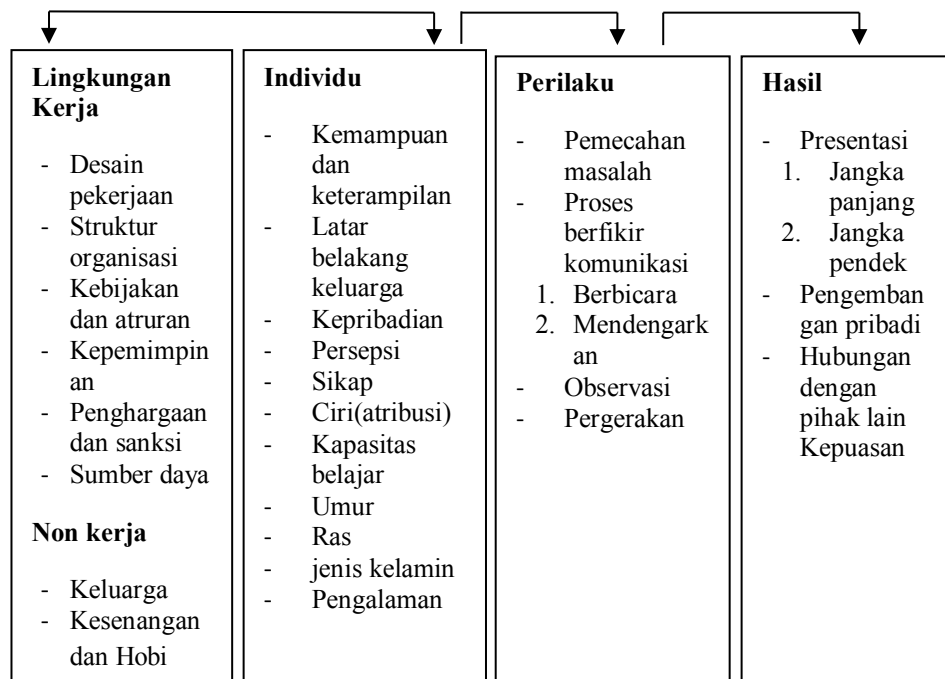 Lingkungan
Kerja
- Desain
pekerjaan
- Struktur
organisasi
- Kebijakan
dan atruran
- Kepemimpin
an
- Penghargaan
dan sanksi
- Sumber daya
Non kerja
- Keluarga
- Kesenangan
dan Hobi
Individu
- Kemampuan
dan
keterampilan
- Latar
belakang
keluarga
- Kepribadian
- Persepsi
- Sikap
- Ciri(atribusi)
- Kapasitas
belajar
- Umur
- Ras
- jenis kelamin
- Pengalaman
Perilaku
- Pemecahan
masalah
- Proses
berfikir
komunikasi
1. Berbicara
2. Mendengark
an
- Observasi
- Pergerakan
Hasil
- Presentasi
1. Jangka
panjang
2. Jangka
pendek
- Pengemban
gan pribadi
- Hubungan
dengan
pihak lain
Kepuasan